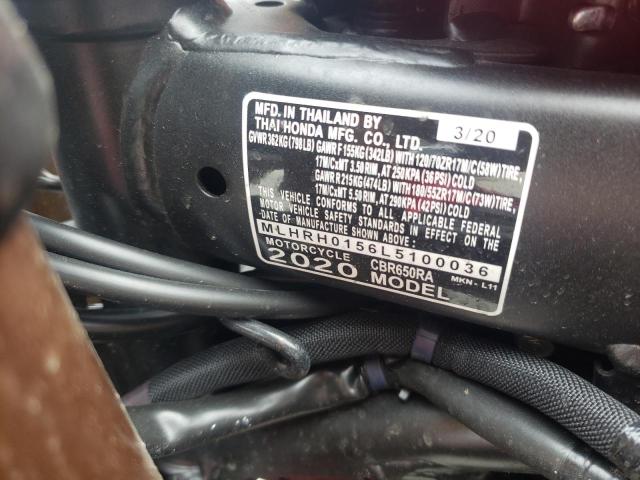 MFD. IN THAILAND BY
THAI HONDA MFG. CO., LTD. 3/20
GVWR 362KG (798LB) GAWR F 155KG (342LB) WITH 120/70ZR17M/C(58W)TIRE,
17M/CxMT 3.50 RIM, AT 250KPA (36PSI) COLD
GAWR R 215KG (474LB) WITH 180/55ZR17M/C(73W)TIRE,
17M/CxMT 5.50 RIM, AT 290KPA (42PSI) COLD
THIS VEHICLE CONFORMS TO ALL APPLICABLE FEDERAL
MOTOR VEHICLE SAFETY STANDARDS IN EFFECT ON THE
DATE OF MANUFACTURE SHOWN ABOVE.
MLHRH0156L5100036
MOTORCYCLE CBR650RA MKN-L11
2020 MODEL